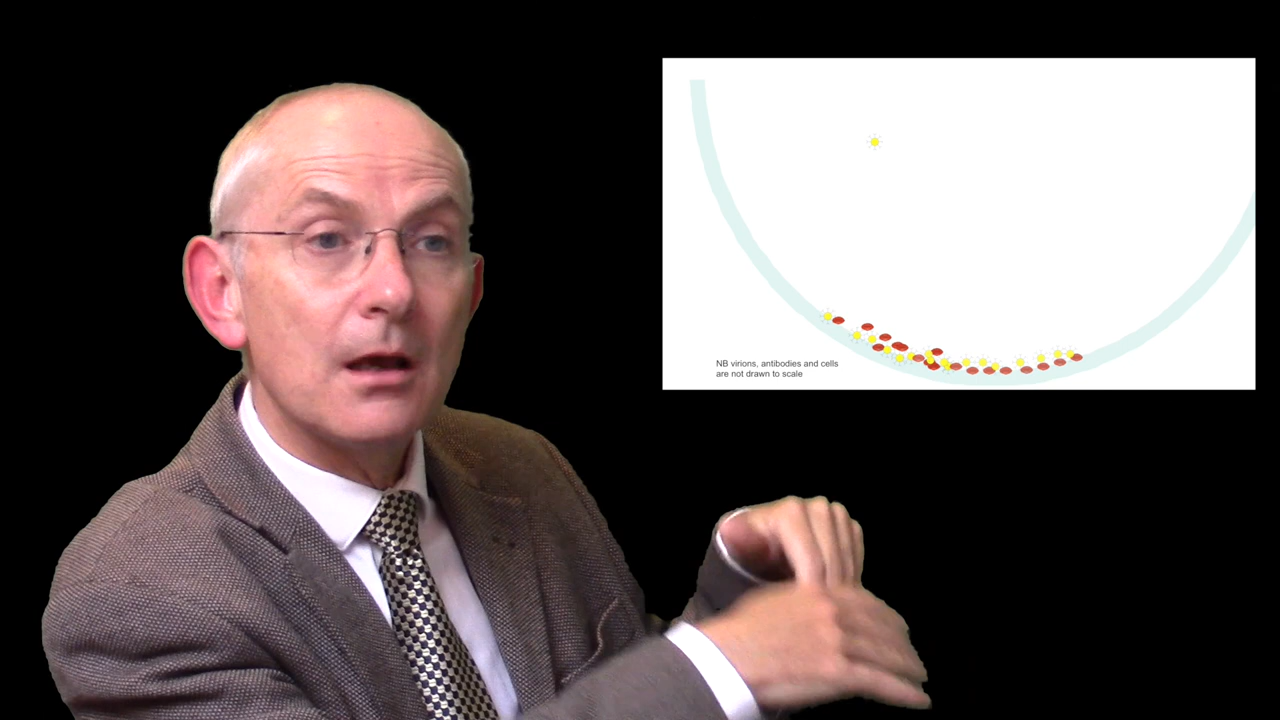 NB virions, antibodies and cells
are not drawn to scale